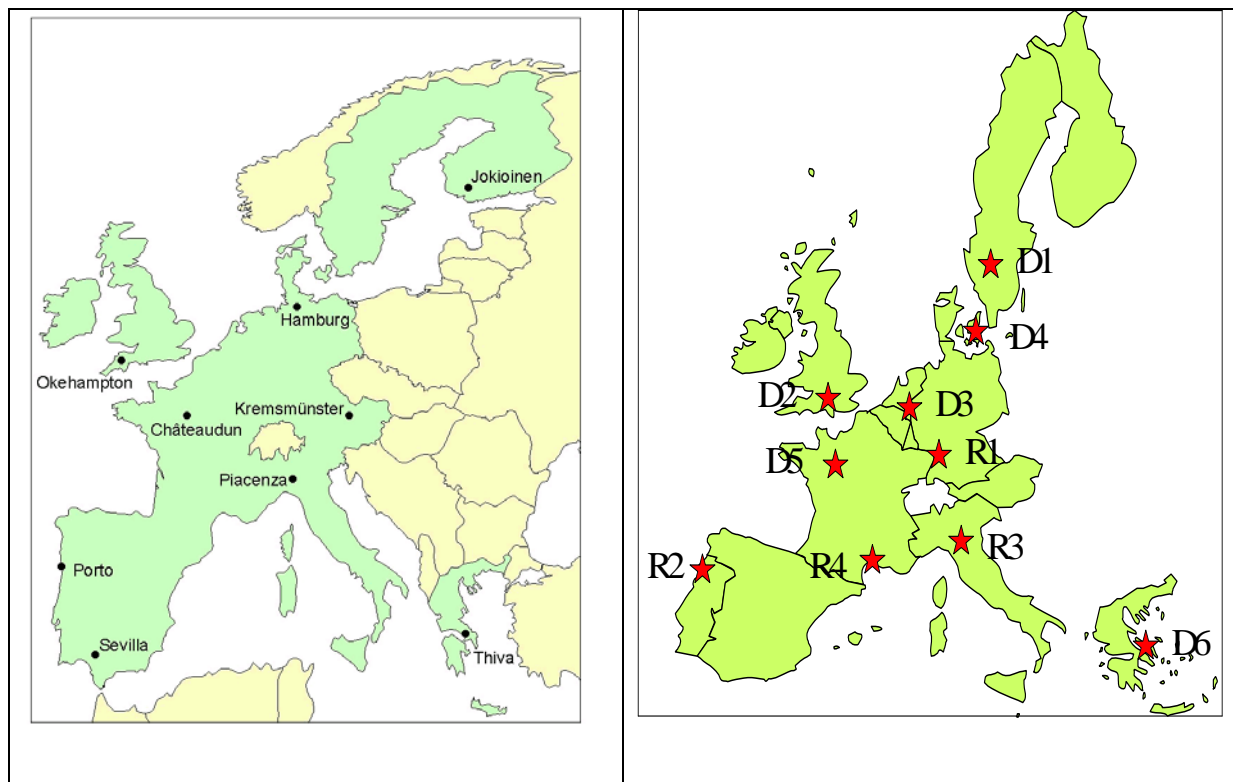 Jokioinen
Hamburg
Okehampton
Kremsmünster
Châteaudun
Piacenza
Porto
Sevilla
Thiva
D1
D4
D2
D3
R1
D5
R3
R4
R2
D6